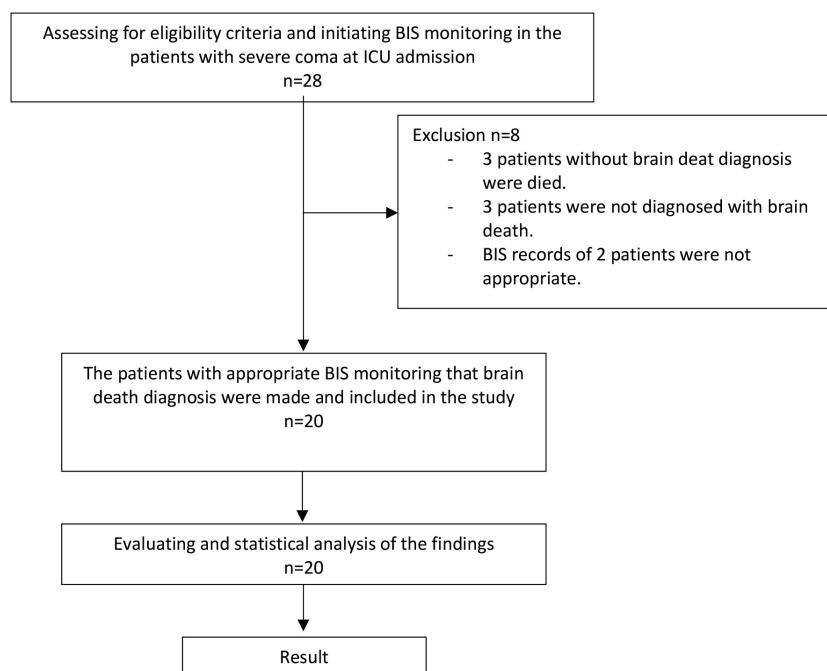 Assessing for eligibility criteria and initiating BIS monitoring in the
patients with severe coma at ICU admission
n=28
Exclusion n=8
- 3 patients without brain deat diagnosis
were died.
- 3 patients were not diagnosed with brain
death.
- BIS records of 2 patients were not
appropriate.
The patients with appropriate BIS monitoring that brain
death diagnosis were made and included in the study
n=20
Evaluating and statistical analysis of the findings
n=20
Result